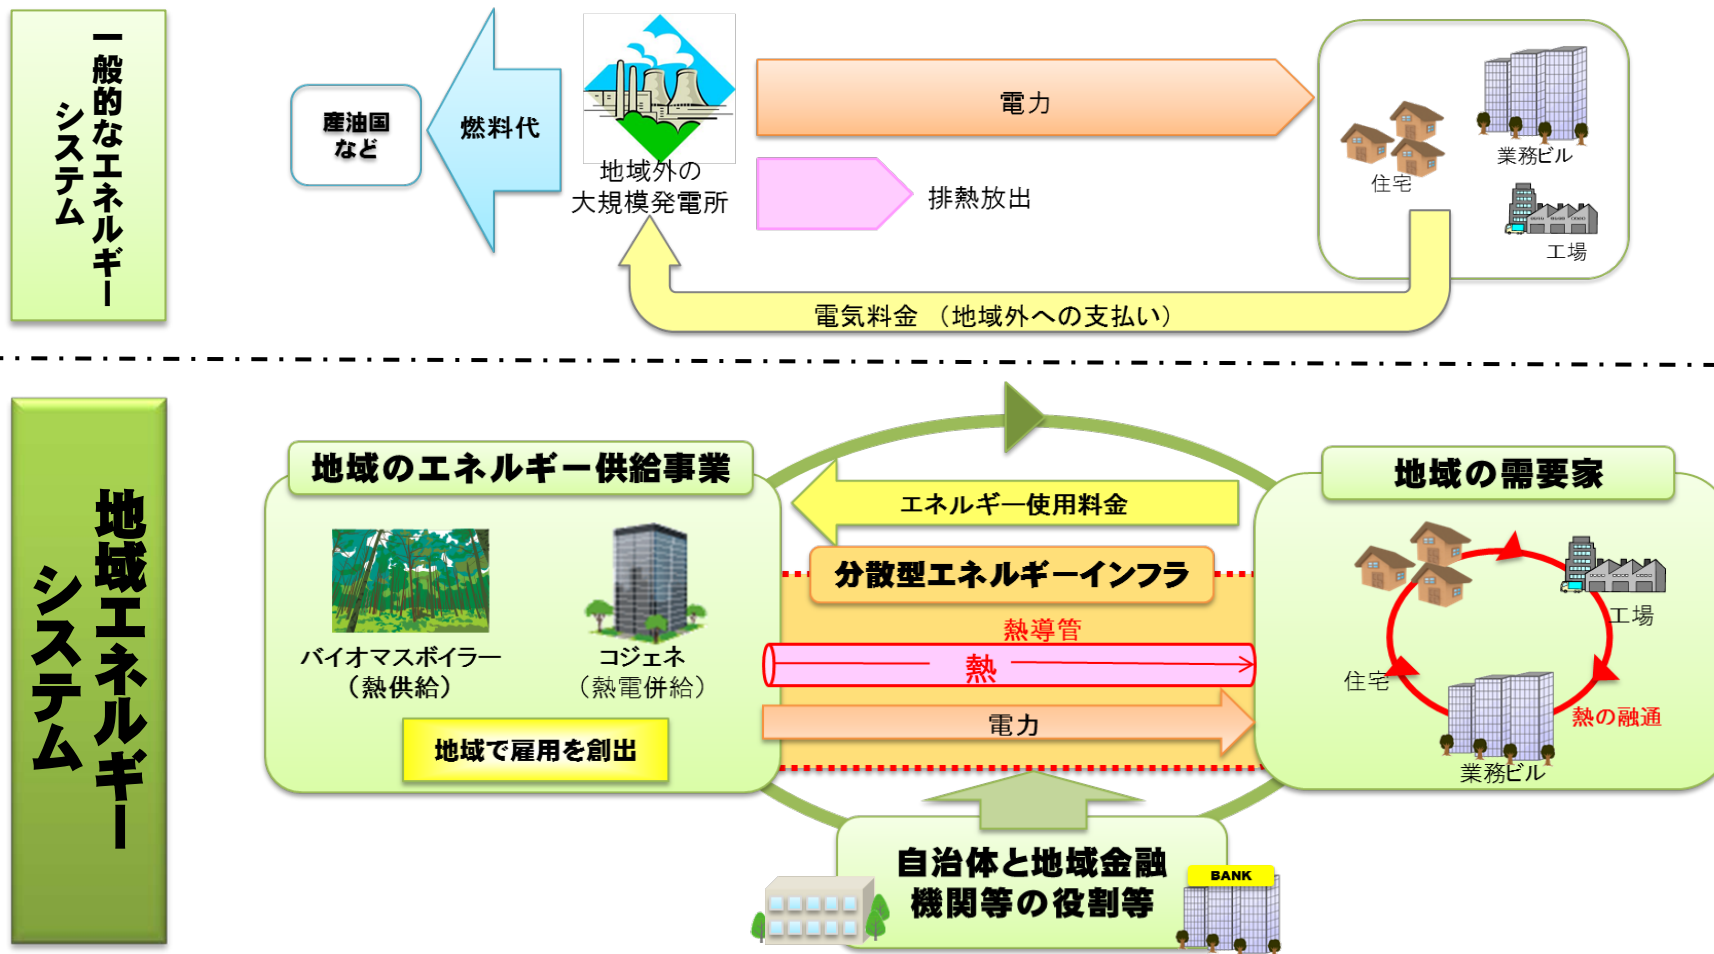 一般的なエネルギー
システム
産油国
など
燃料代
地域外の
大規模発電所
電力
排熱放出
住宅
業務ビル
工場
電気料金 （地域外への支払い）
地域エネルギー
システム
地域のエネルギー供給事業
バイオマスボイラー
（熱供給）
コジェネ
（熱電併給）
地域で雇用を創出
エネルギー使用料金
分散型エネルギーインフラ
熱導管
熱
電力
地域の需要家
工場
住宅
熱の融通
業務ビル
自治体と地域金融
機関等の役割等
BANK